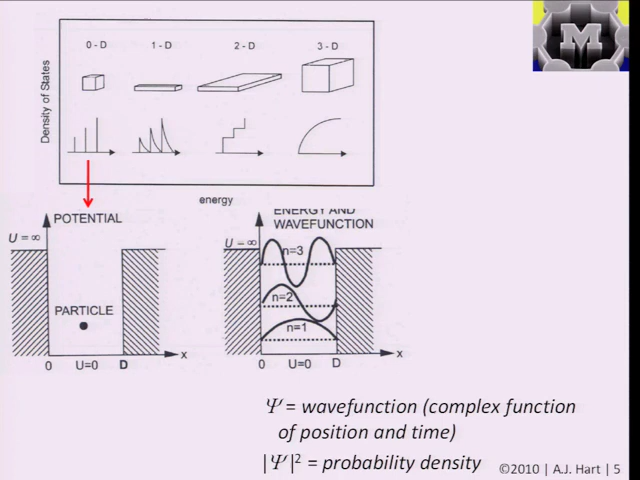 0 - D
1 - D
2 - D
3 - D
Density of States
energy
POTENTIAL
U = ∞
PARTICLE
0
U=0
D
x
ENERGY AND
WAVEFUNCTION
U = ∞
n=3
n=2
n=1
0
U=0
D
x
Ψ = wavefunction (complex function
of position and time)
|Ψ|² = probability density
©2010 | A.J. Hart | 5
M